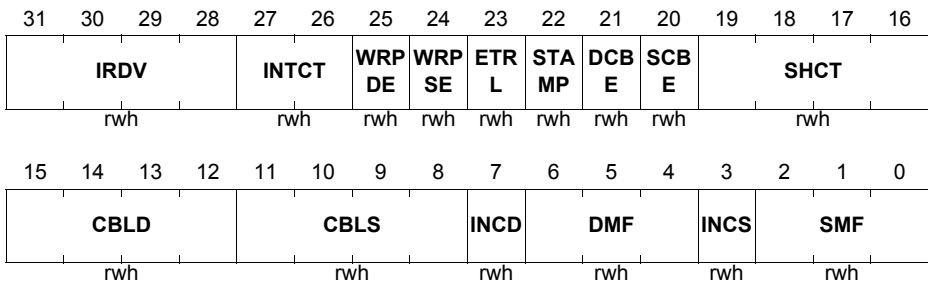 31 30 29 28 27 26 25 24 23 22 21 20 19 18 17 16
IRDV INTCT WRP DE WRP SE ETR L STA MP DCB E SCB E SHCT
rwh rwh rwh rwh rwh rwh rwh rwh rwh
15 14 13 12 11 10 9 8 7 6 5 4 3 2 1 0
CBLD CBLS INCD DMF INCS SMF
rwh rwh rwh rwh rwh rwh